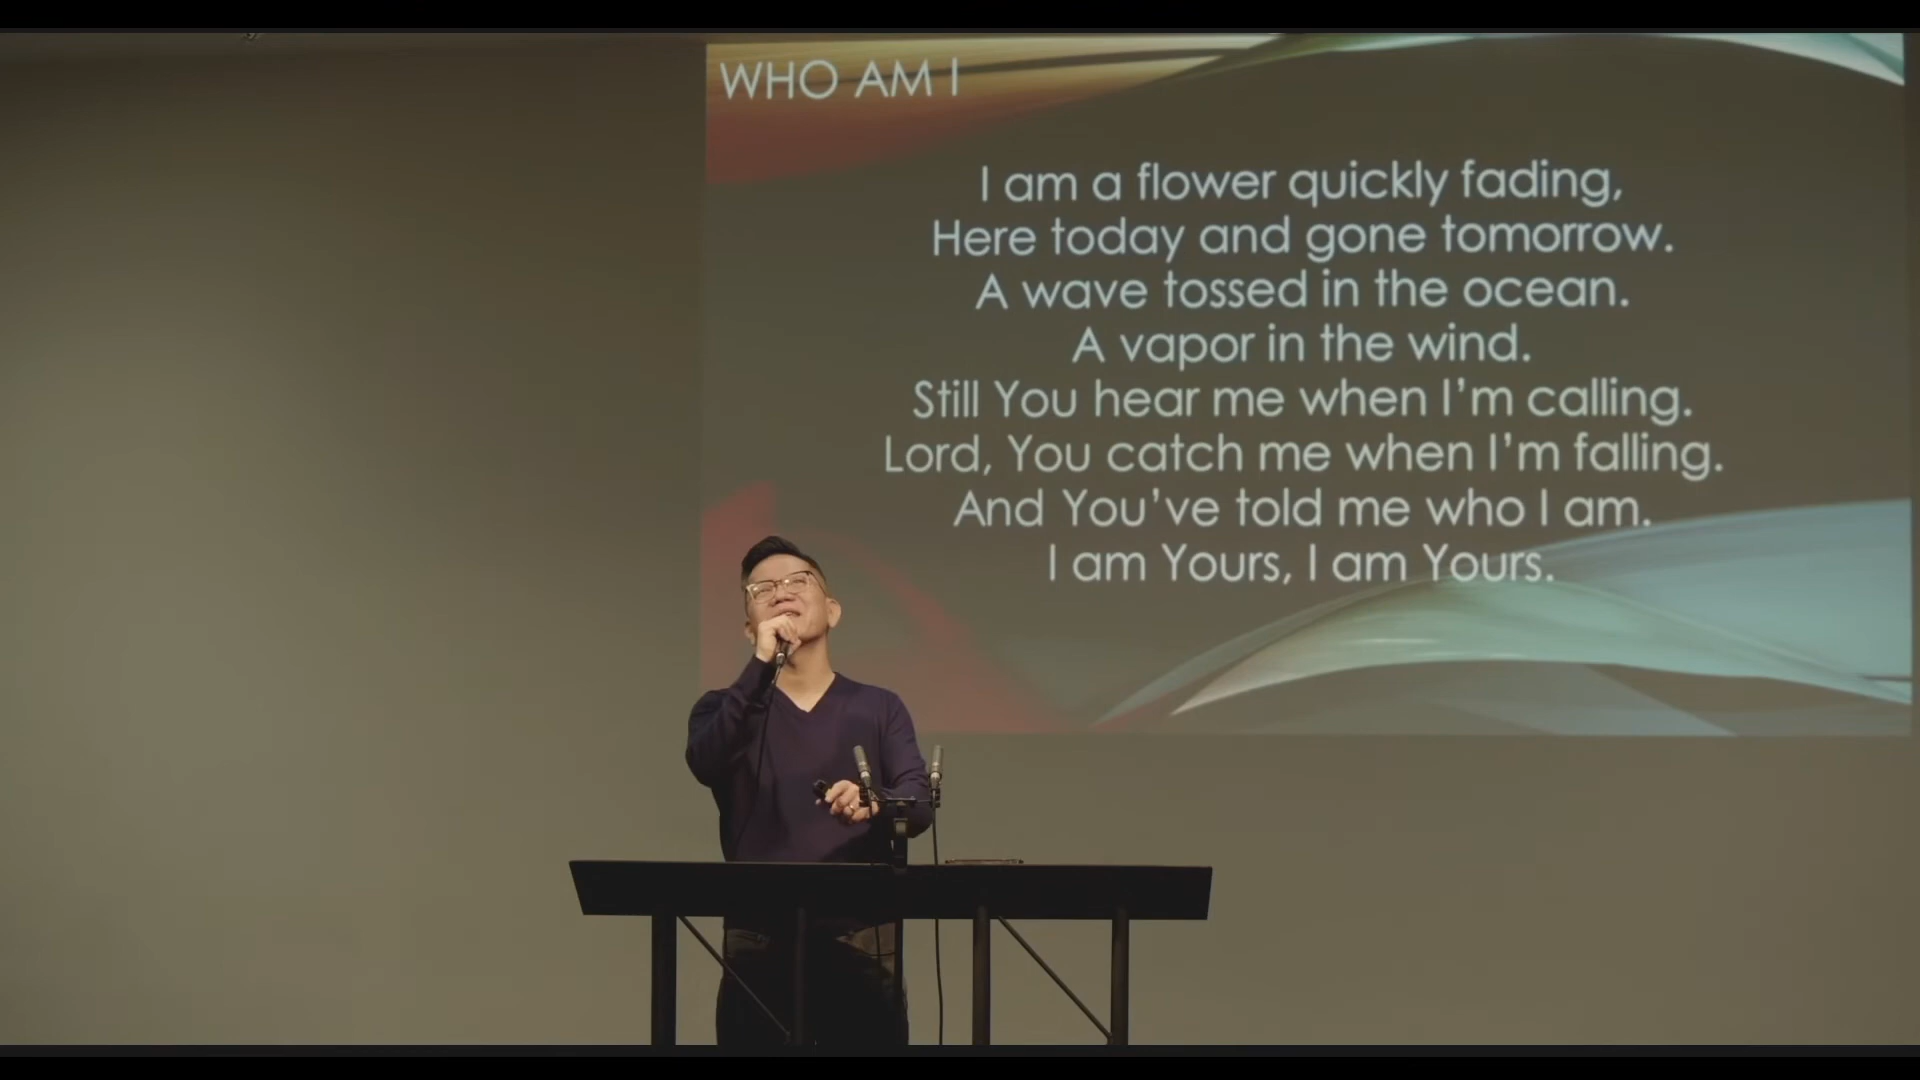 WHO AM I
I am a flower quickly fading,
Here today and gone tomorrow.
A wave tossed in the ocean.
A vapor in the wind.
Still You hear me when I’m calling.
Lord, You catch me when I’m falling.
And You’ve told me who I am.
I am Yours, I am Yours.